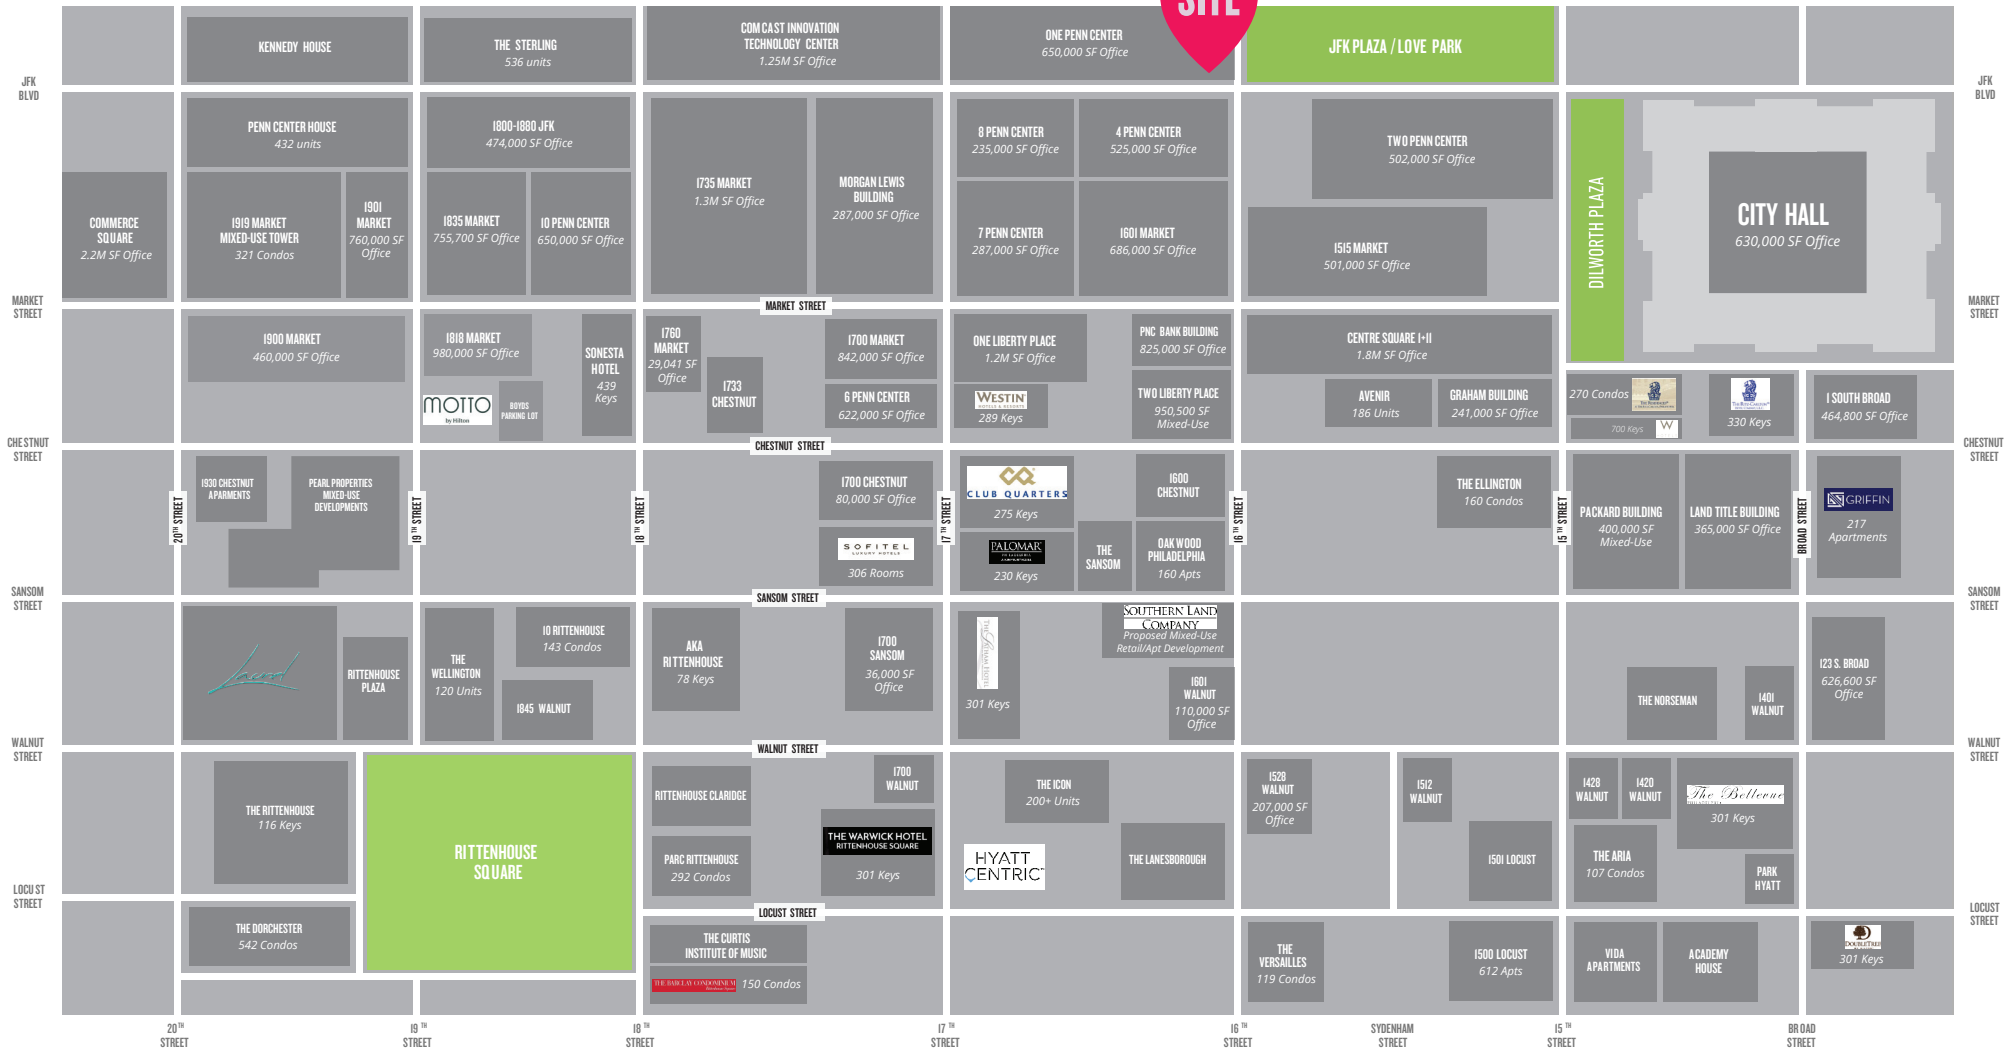 SITE
KENNEDY HOUSE
THE STERLING
536 units
COMCAST INNOVATION
TECHNOLOGY CENTER
1.25M SF Office
ONE PENN CENTER
650,000 SF Office
JFK PLAZA / LOVE PARK
JFK
BLVD
JFK
BLVD
PENN CENTER HOUSE
432 units
1800-1880 JFK
474,000 SF Office
COMMERCE
SQUARE
2.2M SF Office
1919 MARKET
MIXED-USE TOWER
321 Condos
1901
MARKET
760,000 SF
Office
1835 MARKET
755,700 SF Office
10 PENN CENTER
650,000 SF Office
1735 MARKET
1.3M SF Office
MORGAN LEWIS
BUILDING
287,000 SF Office
8 PENN CENTER
235,000 SF Office
4 PENN CENTER
525,000 SF Office
7 PENN CENTER
287,000 SF Office
1601 MARKET
686,000 SF Office
TWO PENN CENTER
502,000 SF Office
1515 MARKET
501,000 SF Office
DILWORTH PLAZA
CITY HALL
630,000 SF Office
MARKET
STREET
MARKET STREET
MARKET
STREET
1900 MARKET
460,000 SF Office
1818 MARKET
980,000 SF Office
MOTTO
by Hilton
BOYDS
PARKING LOT
SONESTA
HOTEL
439
Keys
1760
MARKET
29,041 SF
Office
1733
CHESTNUT
1700 MARKET
842,000 SF Office
6 PENN CENTER
622,000 SF Office
ONE LIBERTY PLACE
1.2M SF Office
WESTIN
HOTELS & RESORTS
289 Keys
PNC BANK BUILDING
825,000 SF Office
TWO LIBERTY PLACE
950,500 SF
Mixed-Use
CENTRE SQUARE I+II
1.8M SF Office
AVENIR
186 Units
GRAHAM BUILDING
241,000 SF Office
270 Condos
700 Keys
W
THE RITZ-CARLTON
330 Keys
1 SOUTH BROAD
464,800 SF Office
CHESTNUT
STREET
CHESTNUT STREET
CHESTNUT
STREET
20TH STREET
1930 CHESTNUT
APARMENTS
PEARL PROPERTIES
MIXED-USE
DEVELOPMENTS
19TH STREET
18TH STREET
1700 CHESTNUT
80,000 SF Office
SOFITEL
LUXURY HOTELS
306 Rooms
17TH STREET
CLUB QUARTERS
275 Keys
PALOMAR
230 Keys
THE
SANSOM
1600
CHESTNUT
OAKWOOD
PHILADELPHIA
160 Apts
16TH STREET
THE ELLINGTON
160 Condos
15TH STREET
PACKARD BUILDING
400,000 SF
Mixed-Use
LAND TITLE BUILDING
365,000 SF Office
BROAD STREET
GRIFFIN
217
Apartments
SANSOM
STREET
SANSOM STREET
SANSOM
STREET
Laurel
RITTENHOUSE
PLAZA
THE
WELLINGTON
120 Units
10 RITTENHOUSE
143 Condos
1845 WALNUT
AKA
RITTENHOUSE
78 Keys
1700
SANSOM
36,000 SF
Office
THE LATHAM HOTEL
301 Keys
SOUTHERN LAND
COMPANY
Proposed Mixed-Use
Retail/Apt Development
1601
WALNUT
110,000 SF
Office
THE NORSEMAN
1401
WALNUT
123 S. BROAD
626,600 SF
Office
WALNUT
STREET
WALNUT STREET
WALNUT
STREET
THE RITTENHOUSE
116 Keys
RITTENHOUSE
SQUARE
RITTENHOUSE CLARIDGE
PARC RITTENHOUSE
292 Condos
1700
WALNUT
THE WARWICK HOTEL
RITTENHOUSE SQUARE
301 Keys
THE ICON
200+ Units
HYATT
CENTRIC
THE LANESBOROUGH
1528
WALNUT
207,000 SF
Office
1512
WALNUT
1501 LOCUST
1428
WALNUT
1420
WALNUT
The Bellevue
301 Keys
THE ARIA
107 Condos
PARK
HYATT
LOCUST
STREET
LOCUST STREET
LOCUST
STREET
THE DORCHESTER
542 Condos
THE CURTIS
INSTITUTE OF MUSIC
THE BARCLAY CONDOMINIUM
150 Condos
THE
VERSAILLES
119 Condos
1500 LOCUST
612 Apts
VIDA
APARTMENTS
ACADEMY
HOUSE
DOUBLETREE
301 Keys
20TH
STREET
19TH
STREET
18TH
STREET
17TH
STREET
16TH
STREET
SYDENHAM
STREET
15TH
STREET
BROAD
STREET